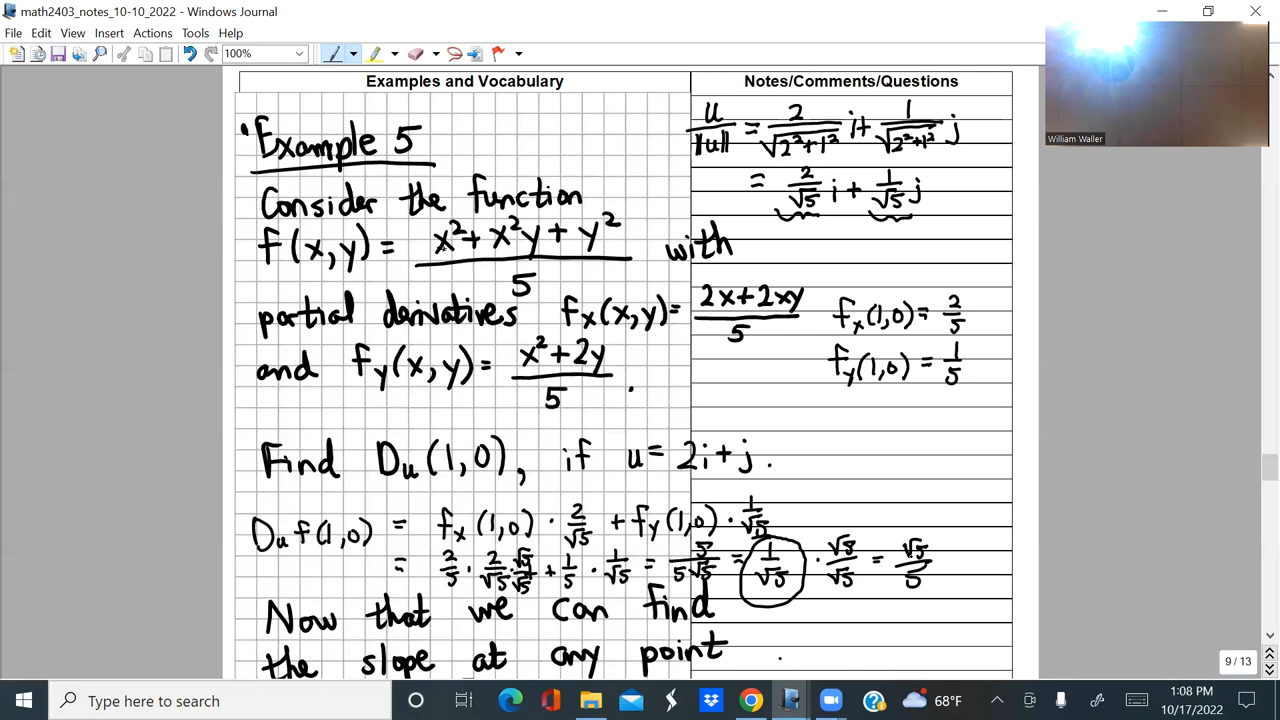 math2403_notes_10-10_2022 - Windows Journal
File Edit View Insert Actions Tools Help
100%
Examples and Vocabulary
Notes/Comments/Questions
William Waller
Example 5
Consider the function
f(x,y) = (x² + x²y + y²)/5 with
partial derivatives fx(x,y) = (2x+2xy)/5
and fy(x,y) = (x²+2y)/5 .
Find Du(1,0), if u = 2i+j.
Du f(1,0) = fx(1,0) · 2/√5 + fy(1,0) · 1/√5
= 2/5 · 2/√5 · √5/√5 + 1/5 · 1/√5 = 5/5√5 = 1/√5 · √5/√5 = √5/5
Now that we can find
the slope at any point
u/||u|| = 2/√(2²+1²) i + 1/√(2²+1²) j
= 2/√5 i + 1/√5 j
fx(1,0) = 2/5
fy(1,0) = 1/5
9 / 13
Type here to search
68°F
1:08 PM
10/17/2022